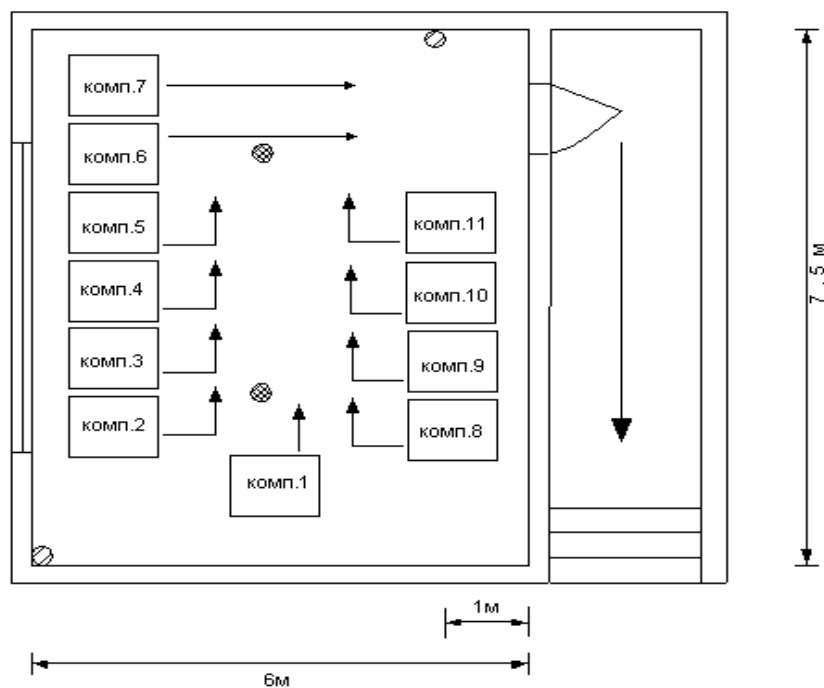 комп.7
комп.6
комп.5
комп.11
комп.4
комп.10
комп.3
комп.9
комп.2
комп.8
комп.1
7,5 м
1м
6м